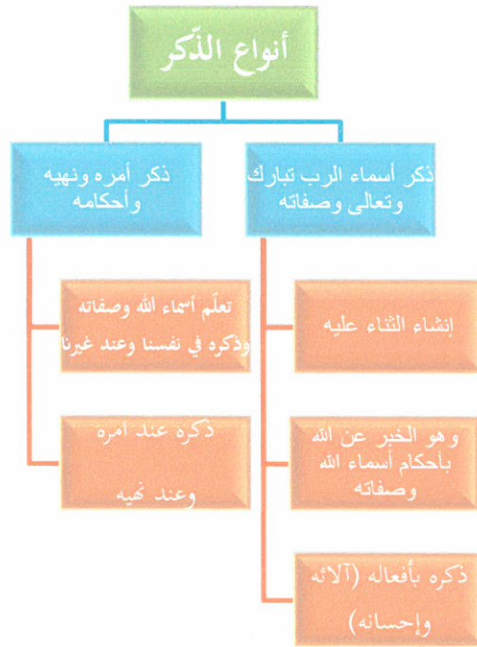 أنواع الذّكر
ذكر أسماء الرب تبارك
وتعالى وصفاته
إنشاء الثناء عليه
وهو الخبر عن الله
بأحكام أسماء الله
وصفاته
ذكره بأفعاله (آلائه
وإحسانه)
ذكر أمره ونهيه
وأحكامه
تعلّم أسماء الله وصفاته
وذكره في نفسنا وعند غيرنا
ذكره عند أمره
وعند نهيه